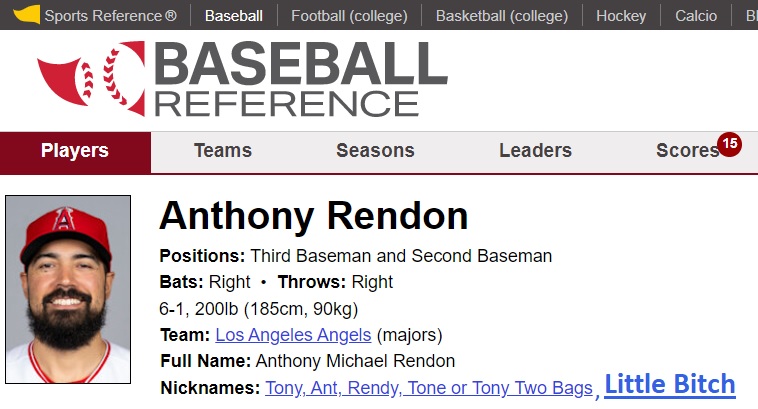 Sports Reference ® Baseball Football (college) Basketball (college) Hockey Calcio Bl
BASEBALL
REFERENCE
Players Teams Seasons Leaders Scores 15
A
Anthony Rendon
Positions: Third Baseman and Second Baseman
Bats: Right • Throws: Right
6-1, 200lb (185cm, 90kg)
Team: Los Angeles Angels (majors)
Full Name: Anthony Michael Rendon
Nicknames: Tony, Ant, Rendy, Tone or Tony Two Bags, Little Bitch